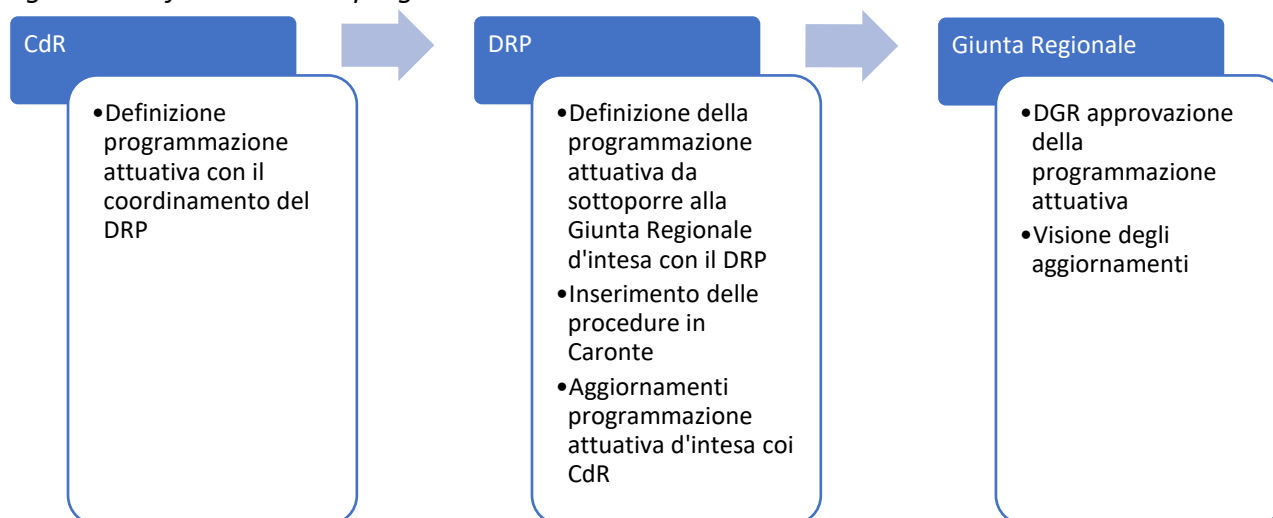 CdR
•Definizione
programmazione
attuativa con il
coordinamento del
DRP
DRP
•Definizione della
programmazione
attuativa da
sottoporre alla
Giunta Regionale
d'intesa con il DRP
•Inserimento delle
procedure in
Caronte
•Aggiornamenti
programmazione
attuativa d'intesa coi
CdR
Giunta Regionale
•DGR approvazione
della
programmazione
attuativa
•Visione degli
aggiornamenti